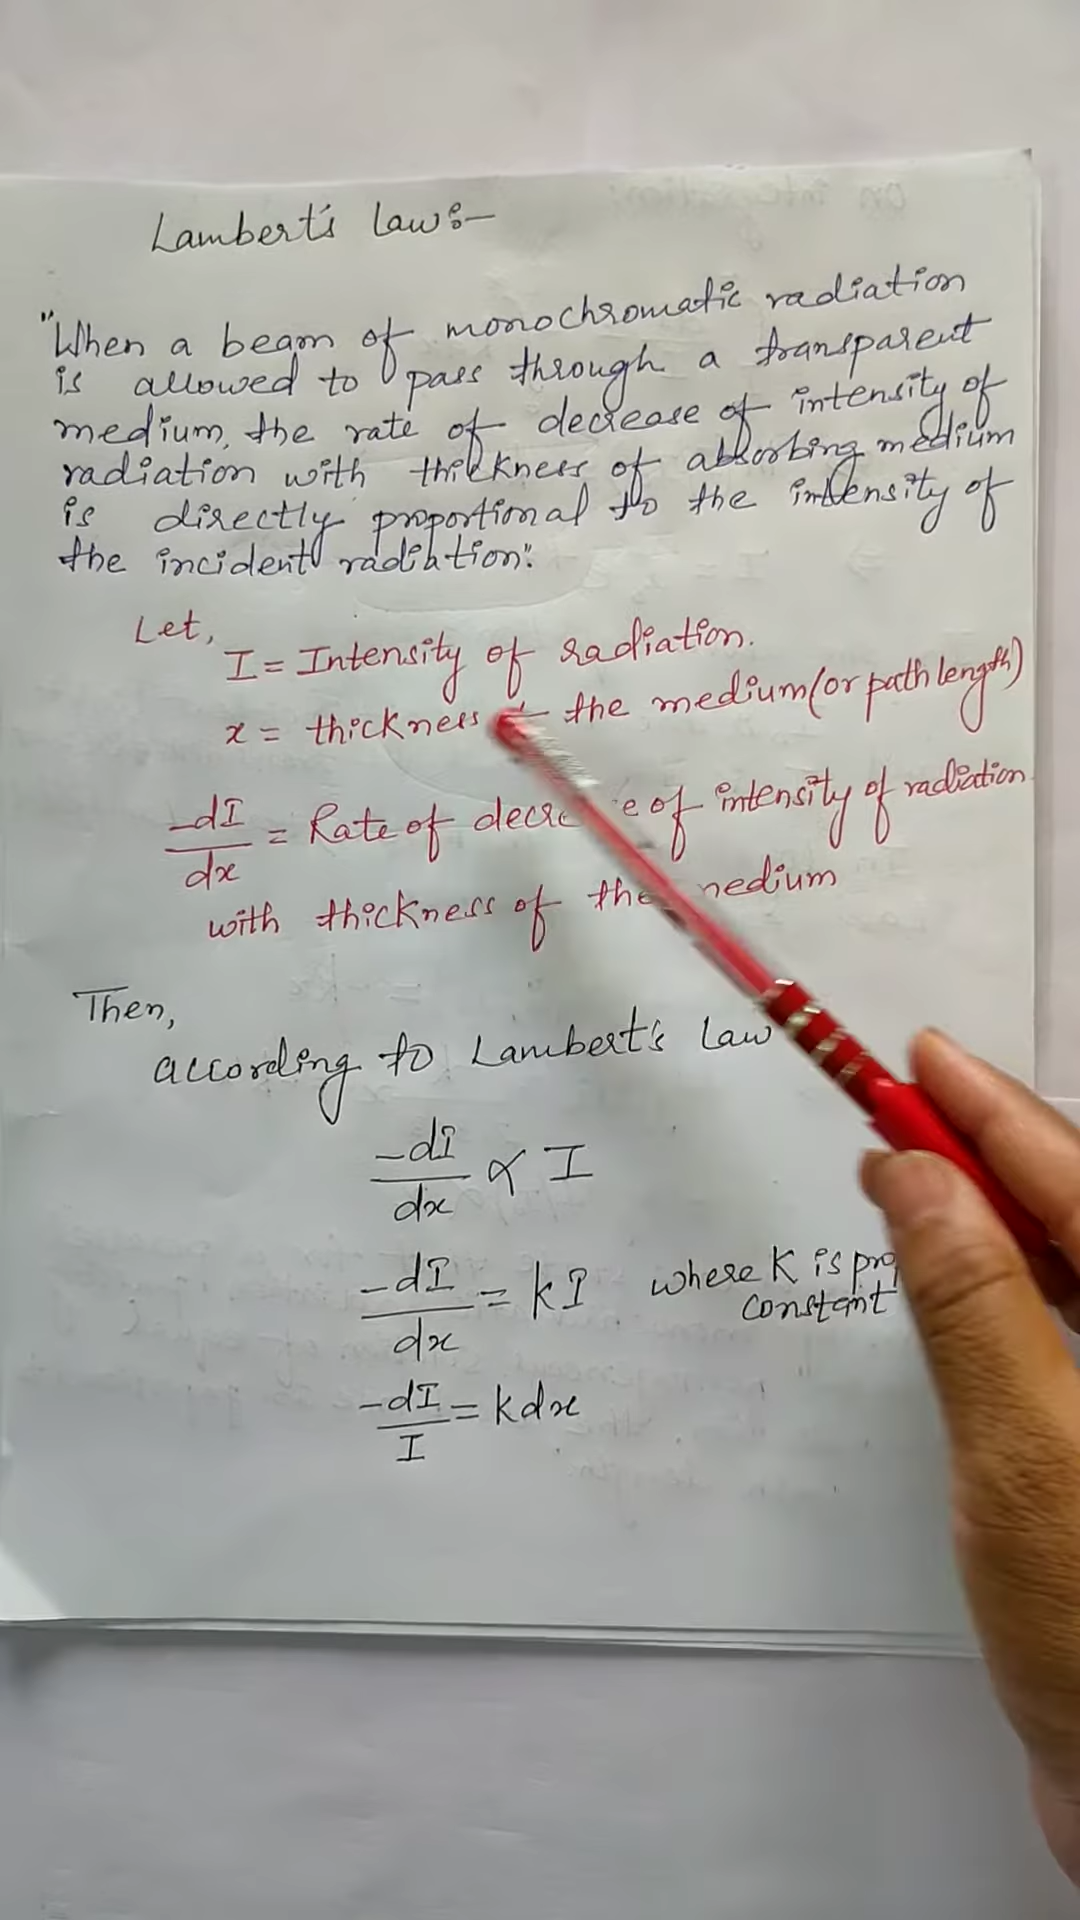 Lambert's Law:-
"When a beam of monochromatic radiation
is allowed to pass through a transparent
medium, the rate of decrease of intensity of
radiation with thickness of absorbing medium
is directly proportional to the intensity of
the incident radiation".
Let,
I = Intensity of radiation.
x = thickness the medium (or path length)
-dI/dx = Rate of of intensity of radiation
with thickness of the medium
Then,
according to Lambert's Law
-dI/dx ∝ I
-dI/dx = kI where K is
constant
-dI/I = kdx